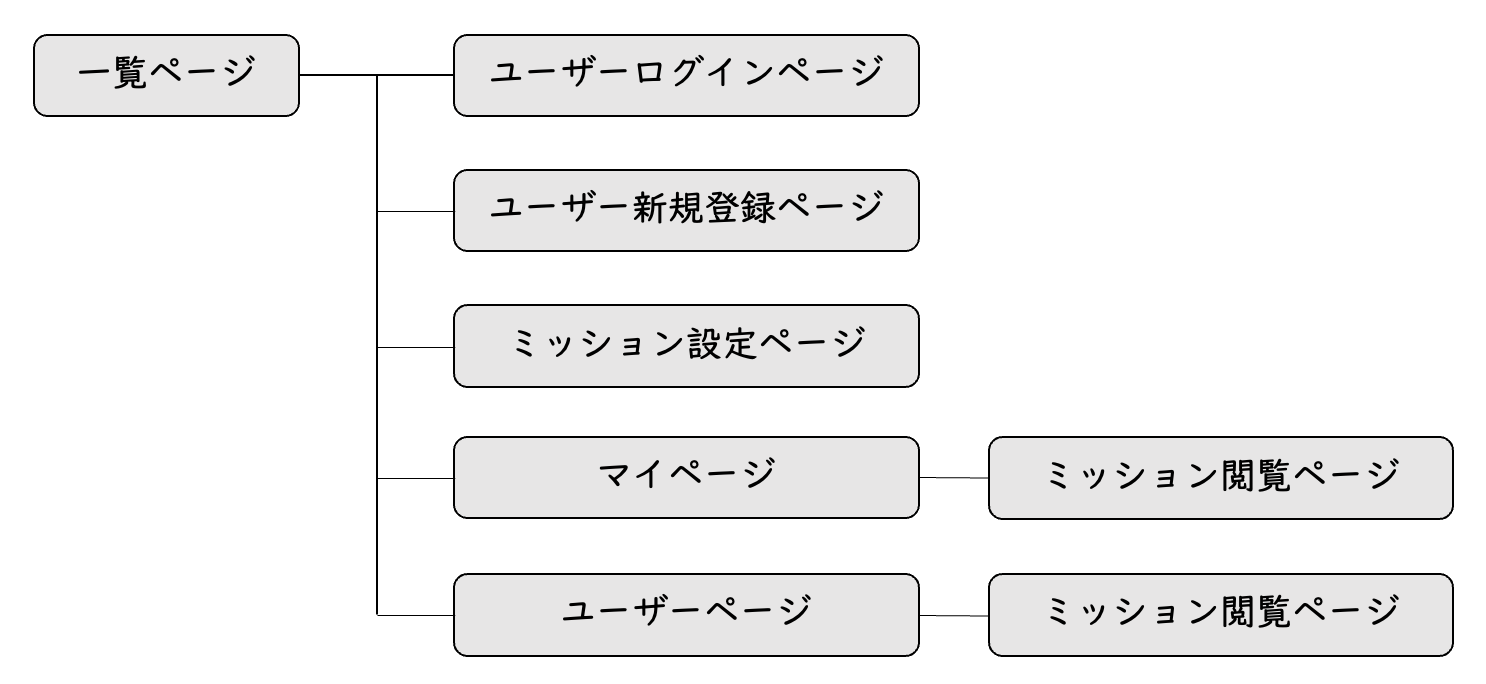 一覧ページ
ユーザーログインページ
ユーザー新規登録ページ
ミッション設定ページ
マイページ
ミッション閲覧ページ
ユーザーページ
ミッション閲覧ページ